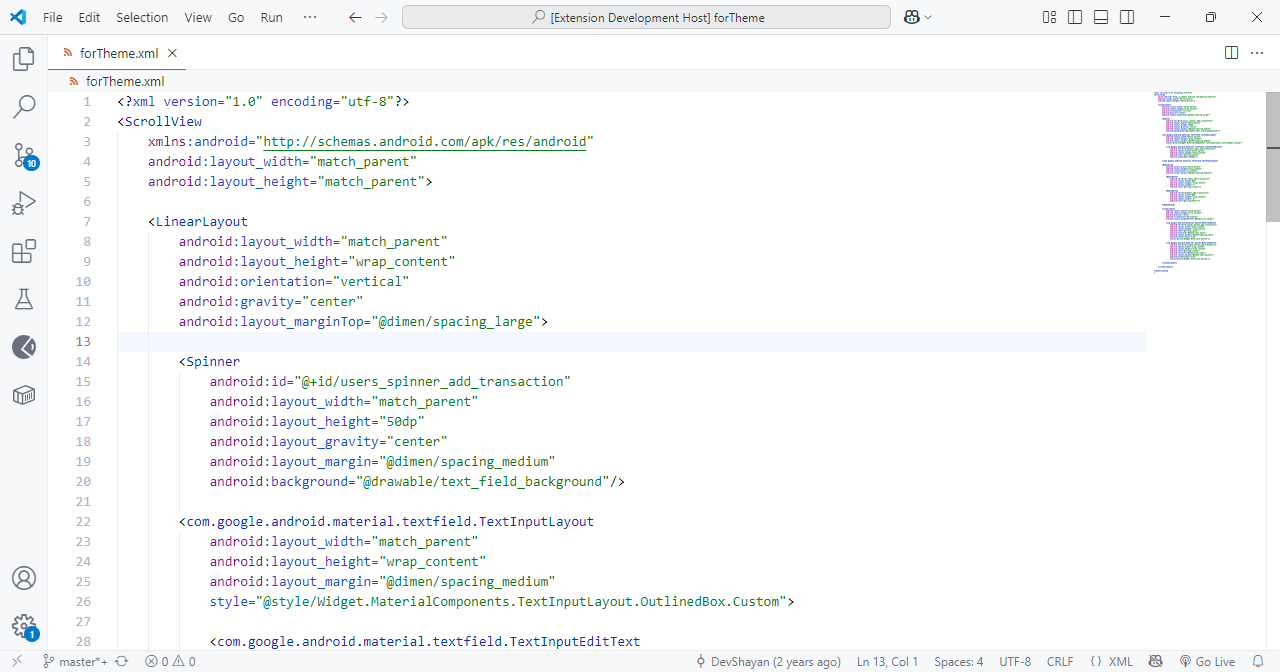 File Edit Selection View Go Run ··· [Extension Development Host] forTheme
forTheme.xml
forTheme.xml
1 <?xml version="1.0" encoding="utf-8"?>
2 <ScrollView
3 xmlns:android="http://schemas.android.com/apk/res/android"
4 android:layout_width="match_parent"
5 android:layout_height="match_parent">
6
7 <LinearLayout
8 android:layout_width="match_parent"
9 android:layout_height="wrap_content"
10 android:orientation="vertical"
11 android:gravity="center"
12 android:layout_marginTop="@dimen/spacing_large">
13
14 <Spinner
15 android:id="@+id/users_spinner_add_transaction"
16 android:layout_width="match_parent"
17 android:layout_height="50dp"
18 android:layout_gravity="center"
19 android:layout_margin="@dimen/spacing_medium"
20 android:background="@drawable/text_field_background"/>
21
22 <com.google.android.material.textfield.TextInputLayout
23 android:layout_width="match_parent"
24 android:layout_height="wrap_content"
25 android:layout_margin="@dimen/spacing_medium"
26 style="@style/Widget.MaterialComponents.TextInputLayout.OutlinedBox.Custom">
27
28 <com.google.android.material.textfield.TextInputEditText
10
1
master*+ 0 0 DevShayan (2 years ago) Ln 13, Col 1 Spaces: 4 UTF-8 CRLF {} XML Go Live